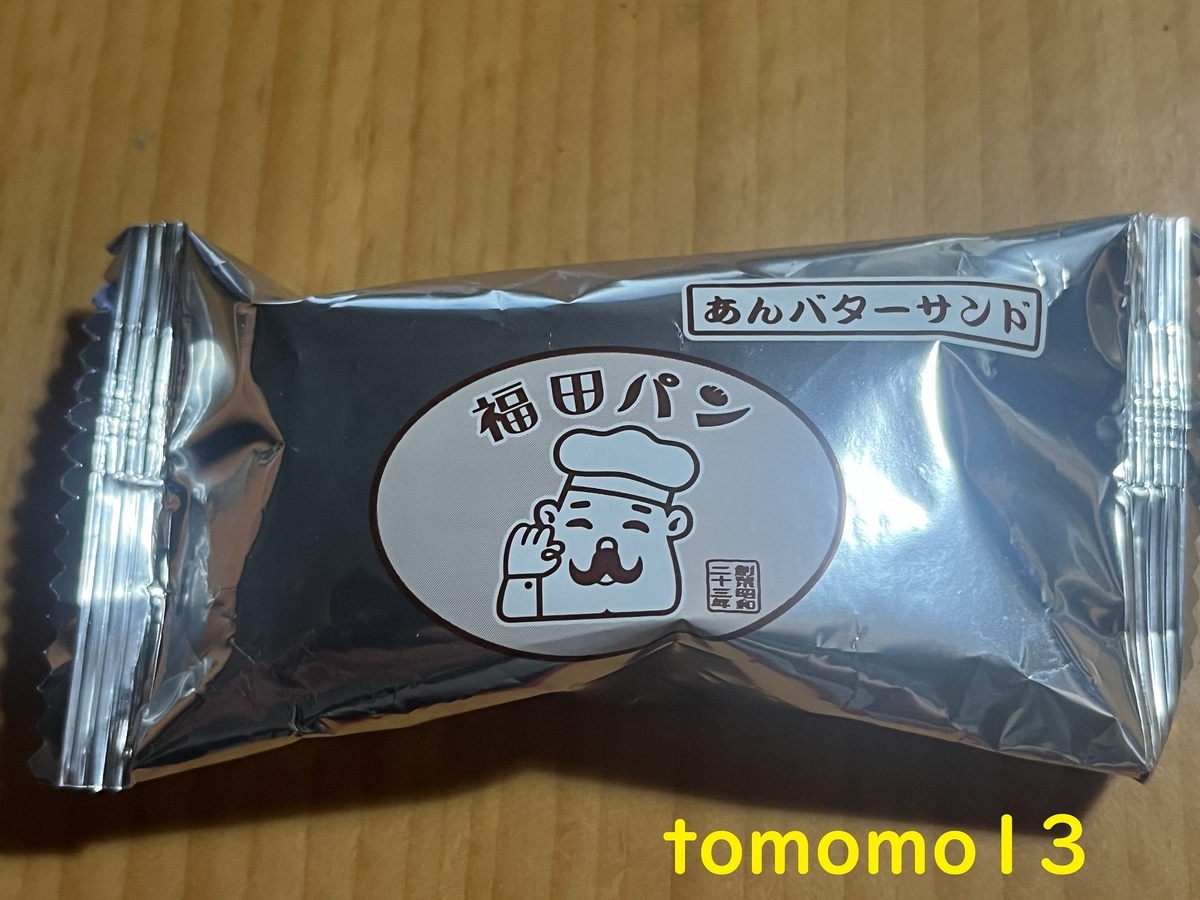 あんバターサンド
福田パン
創業昭和
二十三年
tomomo13